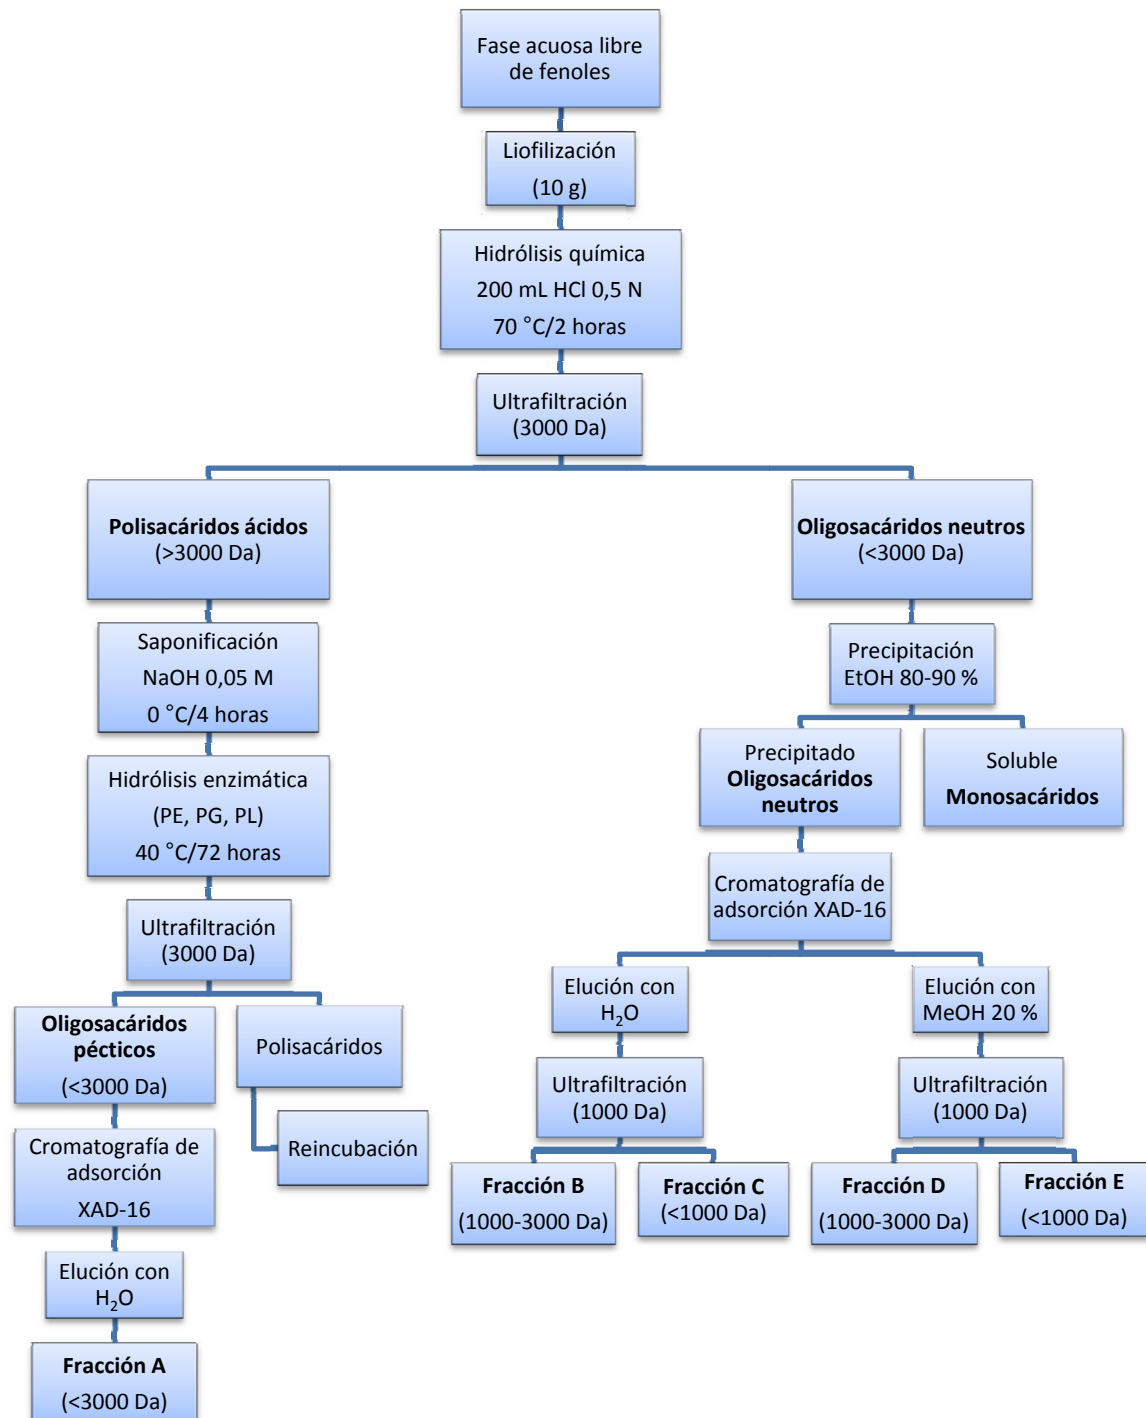 Fase acuosa libre
de fenoles
Liofilización
(10 g)
Hidrólisis química
200 mL HCl 0,5 N
70 °C/2 horas
Ultrafiltración
(3000 Da)
Polisacáridos ácidos
(>3000 Da)
Saponificación
NaOH 0,05 M
0 °C/4 horas
Hidrólisis enzimática
(PE, PG, PL)
40 °C/72 horas
Ultrafiltración
(3000 Da)
Oligosacáridos
pécticos
(<3000 Da)
Polisacáridos
Reincubación
Cromatografía de
adsorción
XAD-16
Elución con
H₂O
Fracción A
(<3000 Da)
Oligosacáridos neutros
(<3000 Da)
Precipitación
EtOH 80-90 %
Precipitado
Oligosacáridos
neutros
Soluble
Monosacáridos
Cromatografía de
adsorción XAD-16
Elución con
H₂O
Ultrafiltración
(1000 Da)
Fracción B
(1000-3000 Da)
Fracción C
(<1000 Da)
Elución con
MeOH 20 %
Ultrafiltración
(1000 Da)
Fracción D
(1000-3000 Da)
Fracción E
(<1000 Da)